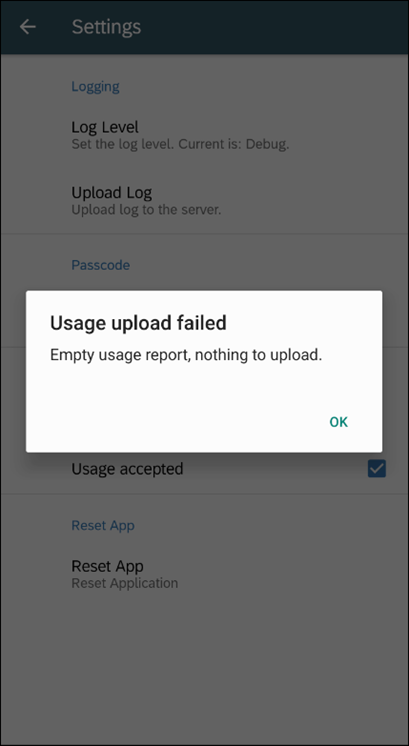 Settings
Logging
Log Level
Set the log level. Current is: Debug.
Upload Log
Upload log to the server.
Passcode
Usage upload failed
Empty usage report, nothing to upload.
OK
Usage accepted
Reset App
Reset App
Reset Application